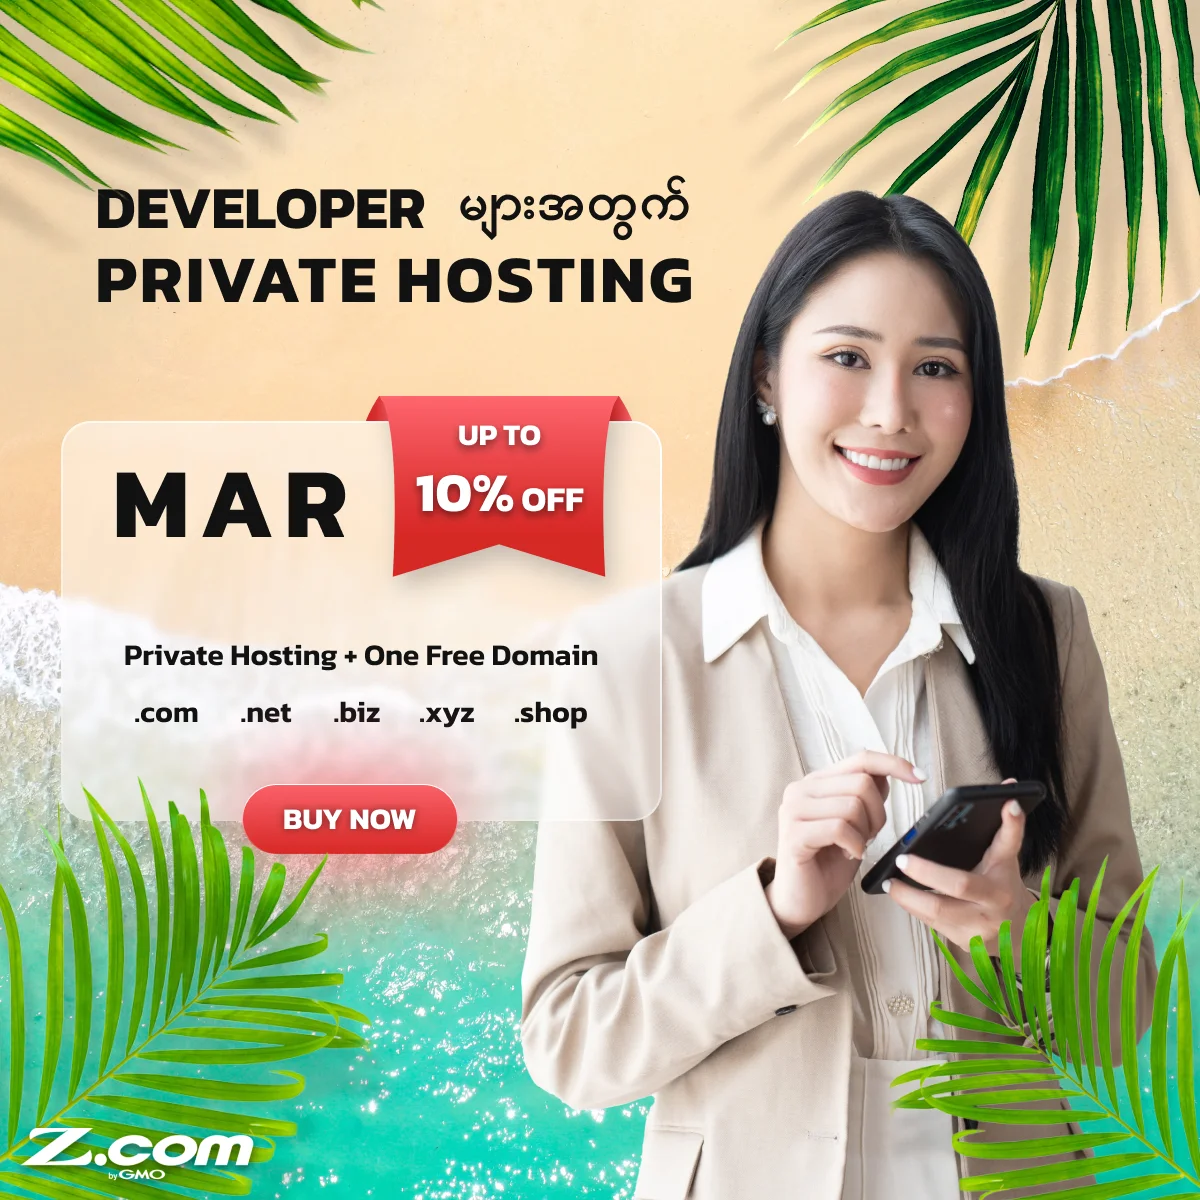 DEVELOPER များအတွက်
PRIVATE HOSTING
UP TO
10% OFF
MAR
Private Hosting + One Free Domain
.com .net .biz .xyz .shop
BUY NOW
Z.com
by GMO